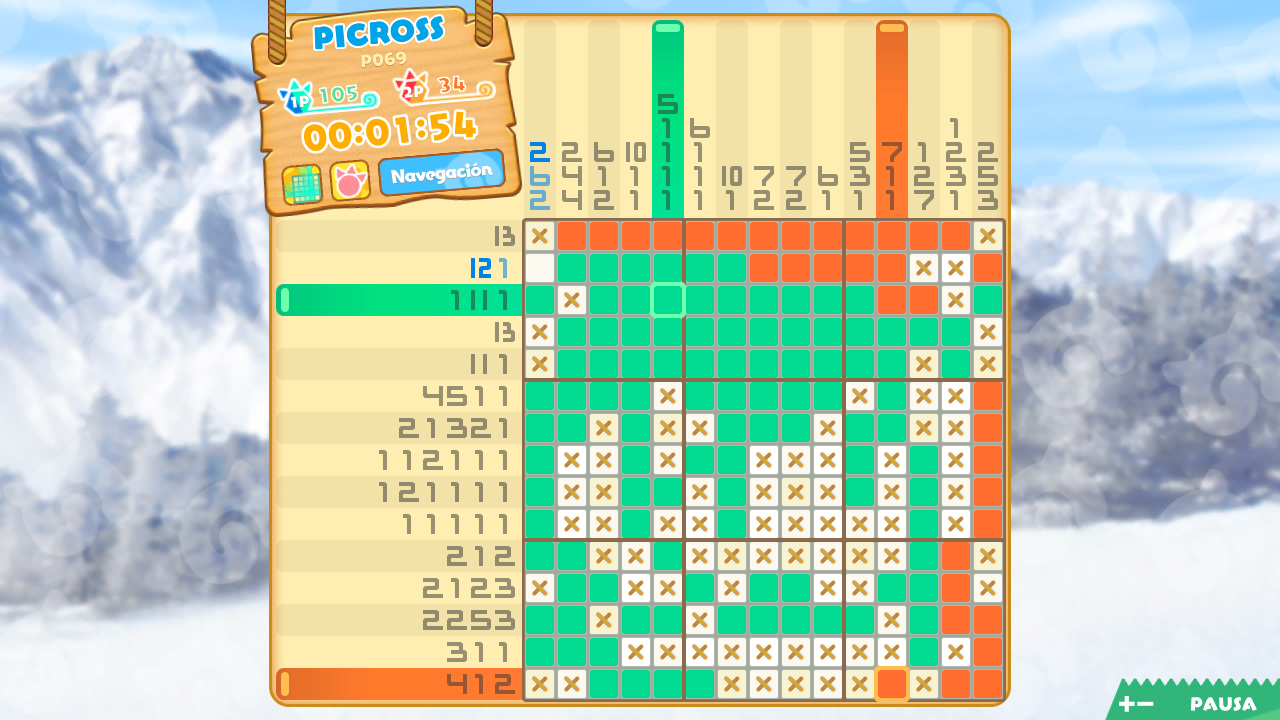 PICROSS
P069
1P 105 2P 34
00:01:54
Navegación
5
1 6 1
2 2 6 10 1 1 5 7 1 2 2
6 4 1 1 1 1 10 7 7 6 3 1 2 3 5
2 4 2 1 1 1 1 2 2 1 1 1 7 1 3
13
12 1
1 11 1
13
11 1
4 5 1 1
2 1 3 2 1
1 1 2 1 1 1
1 2 1 1 1 1
1 1 1 1 1
2 1 2
2 1 2 3
2 2 5 3
3 1 1
4 1 2
+− PAUSA